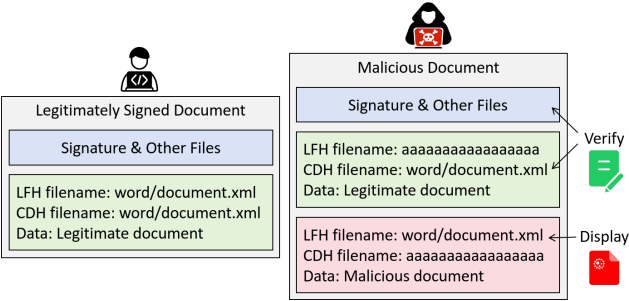 Legitimately Signed Document
Signature & Other Files
LFH filename: word/document.xml
CDH filename: word/document.xml
Data: Legitimate document
Malicious Document
Signature & Other Files
LFH filename: aaaaaaaaaaaaaaaaa
CDH filename: word/document.xml
Data: Legitimate document
LFH filename: word/document.xml
CDH filename: aaaaaaaaaaaaaaaaa
Data: Malicious document
Verify
Display